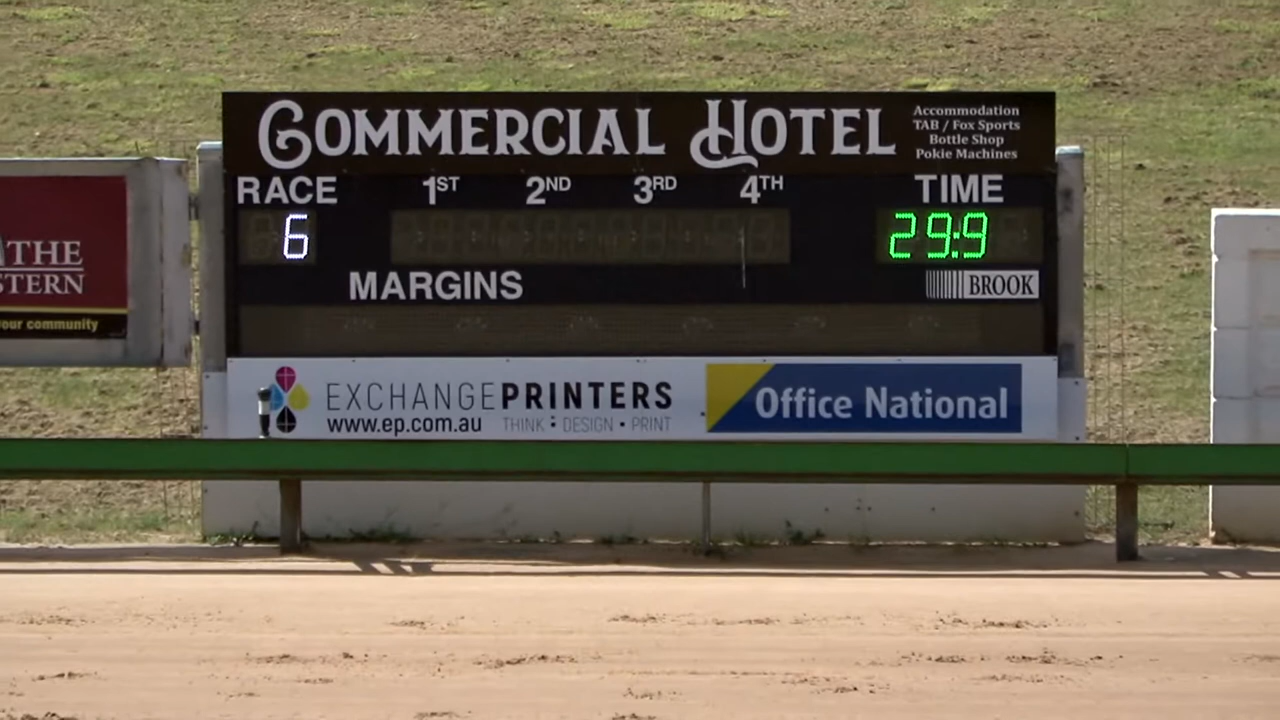 COMMERCIAL HOTEL
Accommodation
TAB / Fox Sports
Bottle Shop
Pokie Machines
RACE 1ST 2ND 3RD 4TH TIME
6 29:9
MARGINS
BROOK
THE
STERN
our community
EXCHANGEPRINTERS
www.ep.com.au THINK : DESIGN • PRINT
Office National